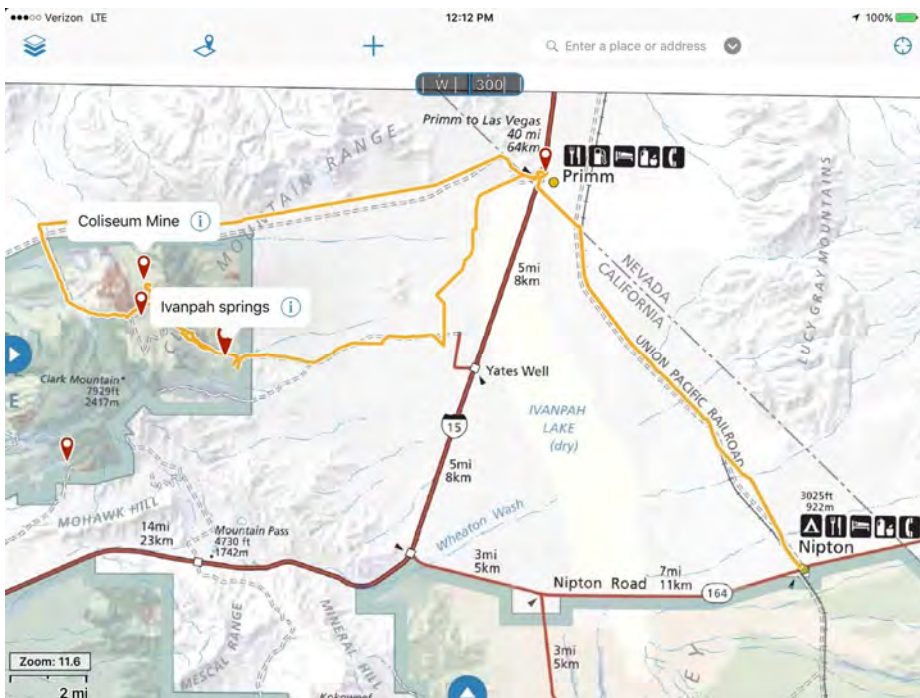 Verizon LTE
12:12 PM
100%
Enter a place or address
W 300
Primm to Las Vegas
40 mi
64km
Primm
MOUNTAIN RANGE
Coliseum Mine
Ivanpah springs
5mi
8km
NEVADA
CALIFORNIA
LUCY GRAY MOUNTAINS
UNION PACIFIC RAILROAD
Clark Mountain*
7929ft
2417m
E
Yates Well
IVANPAH
LAKE
(dry)
15
5mi
8km
3025ft
922m
Nipton
MOHAWK HILL
14mi
23km
Mountain Pass
4730 ft
1742m
Wheaton Wash
3mi
5km
Nipton Road
7mi
11km
164
MESCAL RANGE
MINERAL HILL
3mi
5km
EY
Zoom: 11.6
2 mi
Kokoweef